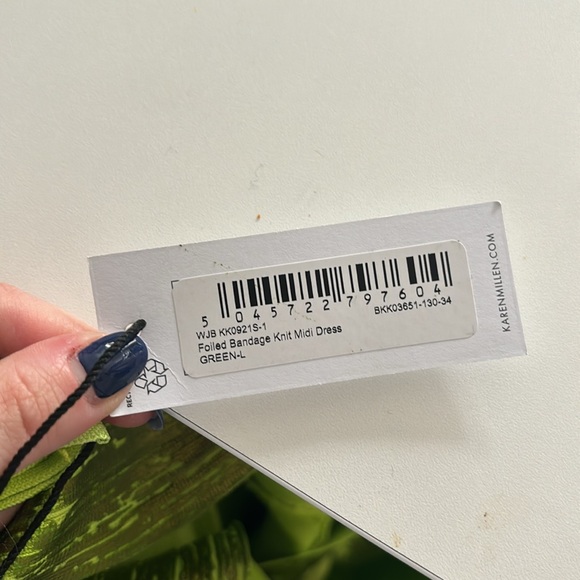 5 045722 797604
WJB KK0921S-1 BKK03651-130-34
Foiled Bandage Knit Midi Dress
GREEN-L
KARENMILLEN.COM